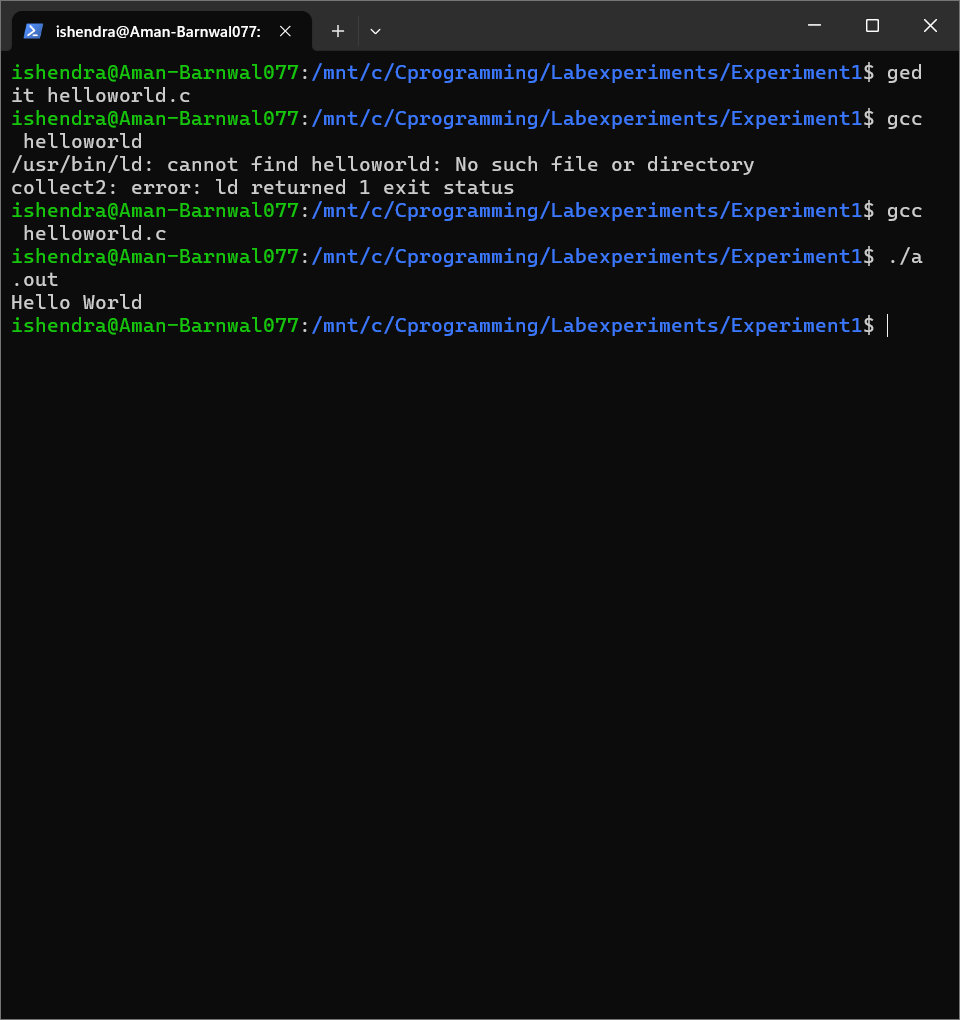 ishendra@Aman-Barnwal077:
ishendra@Aman-Barnwal077:/mnt/c/Cprogramming/Labexperiments/Experiment1$ ged
it helloworld.c
ishendra@Aman-Barnwal077:/mnt/c/Cprogramming/Labexperiments/Experiment1$ gcc
 helloworld
/usr/bin/ld: cannot find helloworld: No such file or directory
collect2: error: ld returned 1 exit status
ishendra@Aman-Barnwal077:/mnt/c/Cprogramming/Labexperiments/Experiment1$ gcc
 helloworld.c
ishendra@Aman-Barnwal077:/mnt/c/Cprogramming/Labexperiments/Experiment1$ ./a
.out
Hello World
ishendra@Aman-Barnwal077:/mnt/c/Cprogramming/Labexperiments/Experiment1$